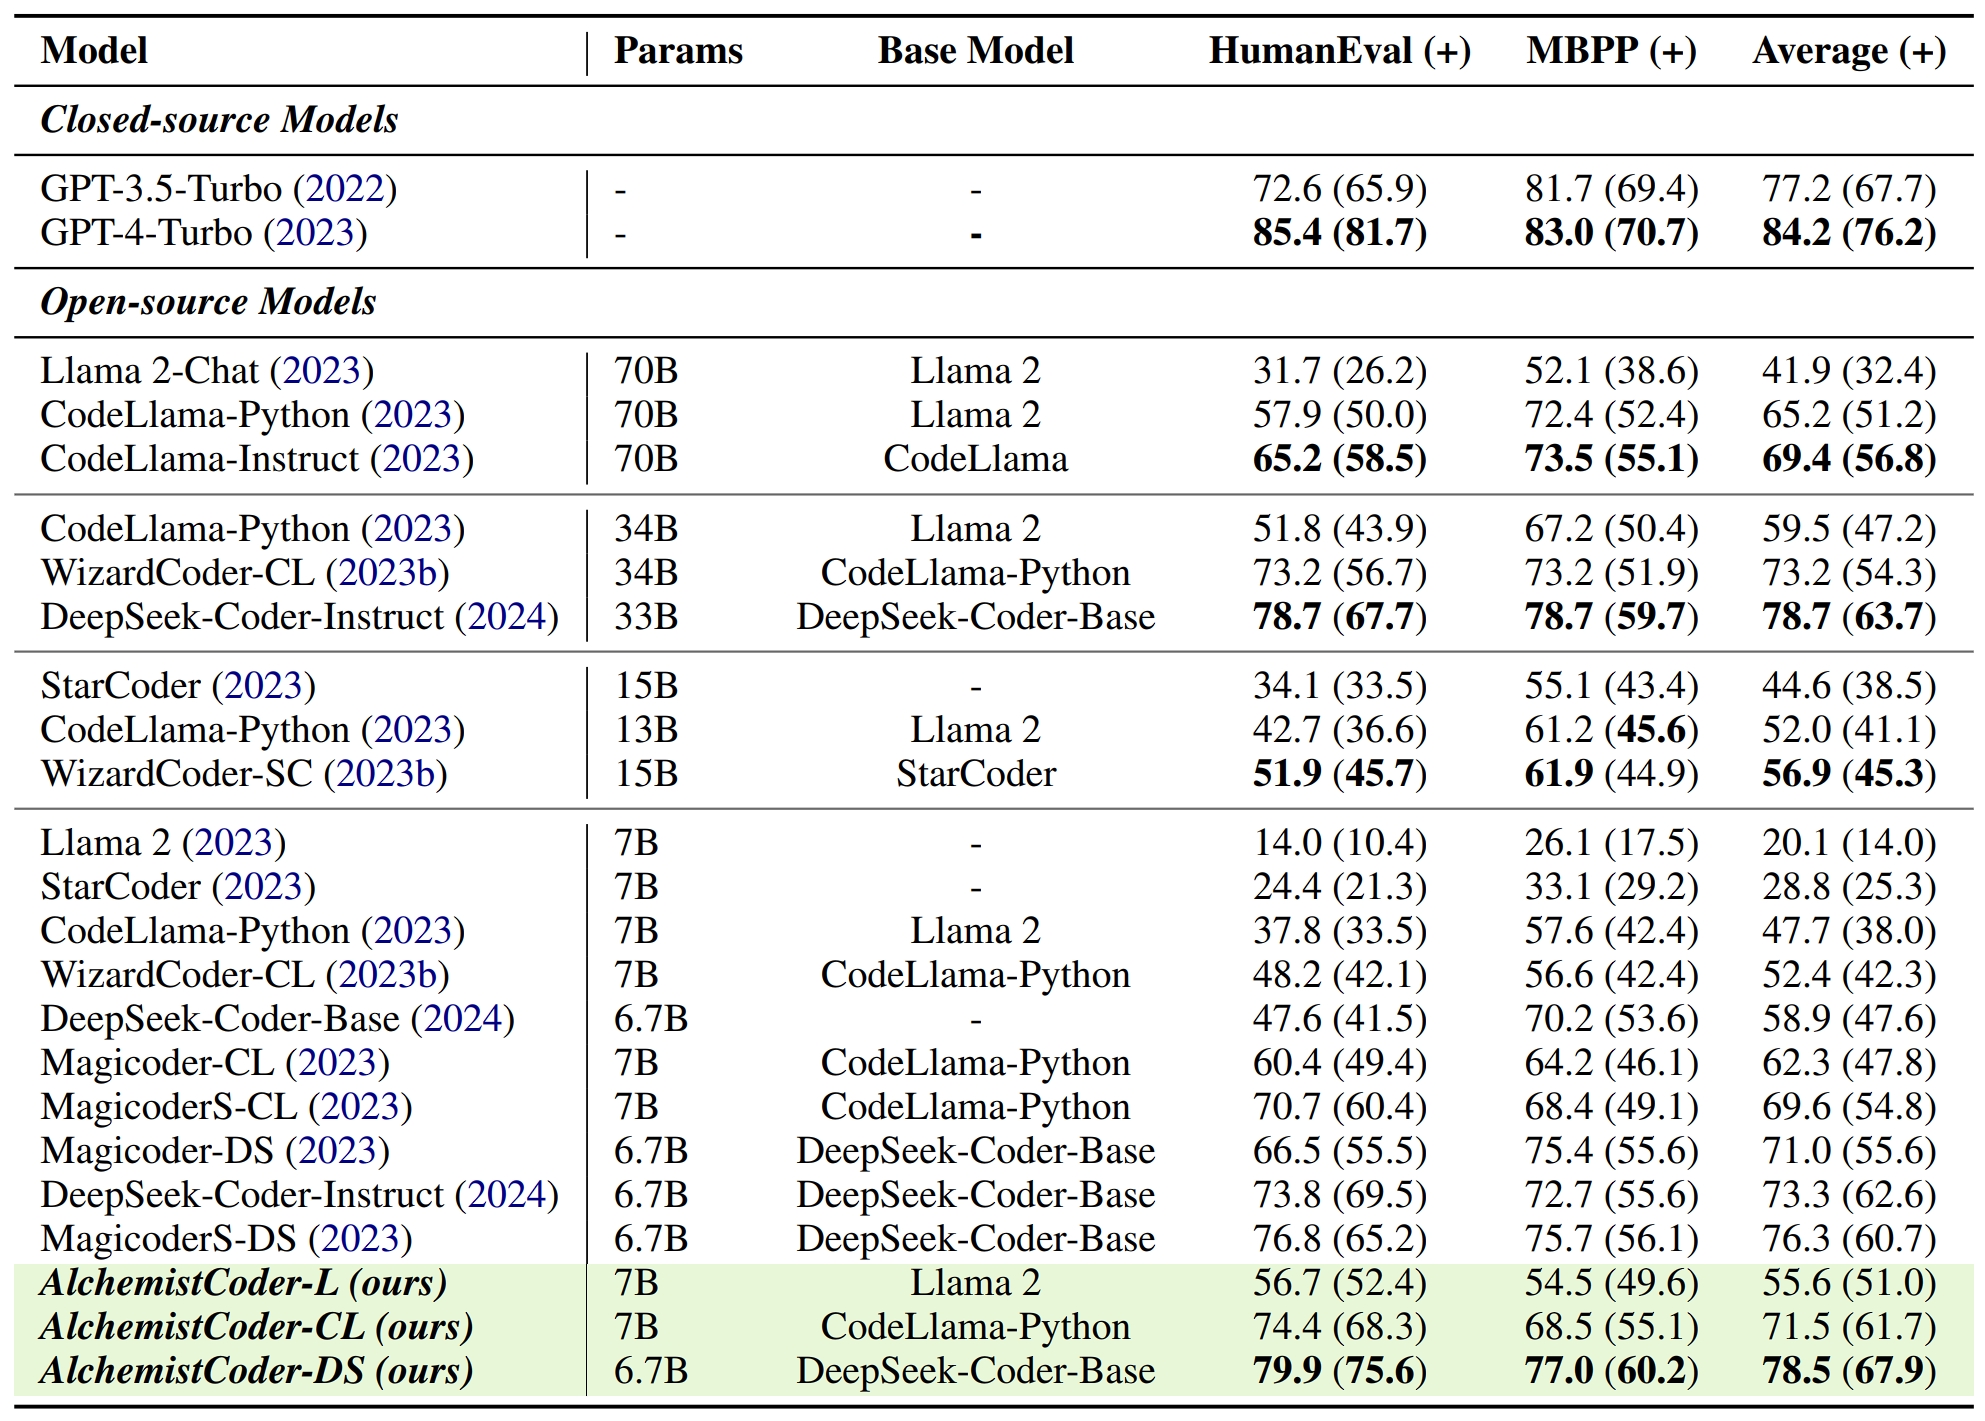 Model Params Base Model HumanEval (+) MBPP (+) Average (+)
Closed-source Models
GPT-3.5-Turbo (2022) - - 72.6 (65.9) 81.7 (69.4) 77.2 (67.7)
GPT-4-Turbo (2023) - - 85.4 (81.7) 83.0 (70.7) 84.2 (76.2)
Open-source Models
Llama 2-Chat (2023) 70B Llama 2 31.7 (26.2) 52.1 (38.6) 41.9 (32.4)
CodeLlama-Python (2023) 70B Llama 2 57.9 (50.0) 72.4 (52.4) 65.2 (51.2)
CodeLlama-Instruct (2023) 70B CodeLlama 65.2 (58.5) 73.5 (55.1) 69.4 (56.8)
CodeLlama-Python (2023) 34B Llama 2 51.8 (43.9) 67.2 (50.4) 59.5 (47.2)
WizardCoder-CL (2023b) 34B CodeLlama-Python 73.2 (56.7) 73.2 (51.9) 73.2 (54.3)
DeepSeek-Coder-Instruct (2024) 33B DeepSeek-Coder-Base 78.7 (67.7) 78.7 (59.7) 78.7 (63.7)
StarCoder (2023) 15B - 34.1 (33.5) 55.1 (43.4) 44.6 (38.5)
CodeLlama-Python (2023) 13B Llama 2 42.7 (36.6) 61.2 (45.6) 52.0 (41.1)
WizardCoder-SC (2023b) 15B StarCoder 51.9 (45.7) 61.9 (44.9) 56.9 (45.3)
Llama 2 (2023) 7B - 14.0 (10.4) 26.1 (17.5) 20.1 (14.0)
StarCoder (2023) 7B - 24.4 (21.3) 33.1 (29.2) 28.8 (25.3)
CodeLlama-Python (2023) 7B Llama 2 37.8 (33.5) 57.6 (42.4) 47.7 (38.0)
WizardCoder-CL (2023b) 7B CodeLlama-Python 48.2 (42.1) 56.6 (42.4) 52.4 (42.3)
DeepSeek-Coder-Base (2024) 6.7B - 47.6 (41.5) 70.2 (53.6) 58.9 (47.6)
Magicoder-CL (2023) 7B CodeLlama-Python 60.4 (49.4) 64.2 (46.1) 62.3 (47.8)
MagicoderS-CL (2023) 7B CodeLlama-Python 70.7 (60.4) 68.4 (49.1) 69.6 (54.8)
Magicoder-DS (2023) 6.7B DeepSeek-Coder-Base 66.5 (55.5) 75.4 (55.6) 71.0 (55.6)
DeepSeek-Coder-Instruct (2024) 6.7B DeepSeek-Coder-Base 73.8 (69.5) 72.7 (55.6) 73.3 (62.6)
MagicoderS-DS (2023) 6.7B DeepSeek-Coder-Base 76.8 (65.2) 75.7 (56.1) 76.3 (60.7)
AlchemistCoder-L (ours) 7B Llama 2 56.7 (52.4) 54.5 (49.6) 55.6 (51.0)
AlchemistCoder-CL (ours) 7B CodeLlama-Python 74.4 (68.3) 68.5 (55.1) 71.5 (61.7)
AlchemistCoder-DS (ours) 6.7B DeepSeek-Coder-Base 79.9 (75.6) 77.0 (60.2) 78.5 (67.9)